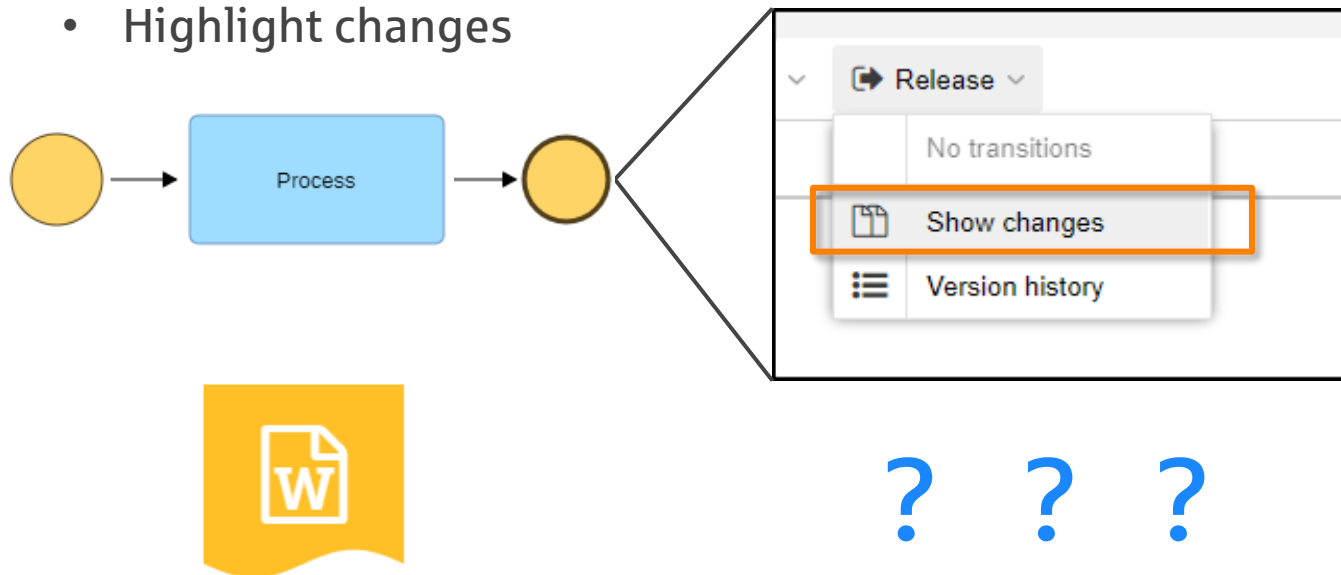 • Highlight changes
Release
No transitions
Process
Show changes
Version history
W
? ? ?